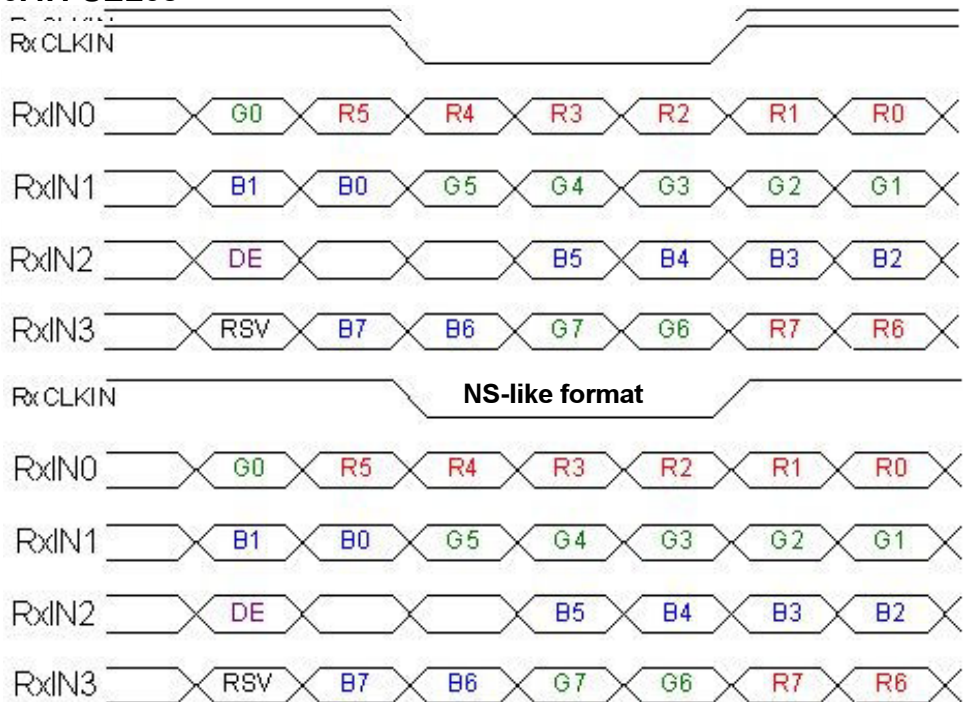 Rx CLKIN
RxIN0 G0 R5 R4 R3 R2 R1 R0
RxIN1 B1 B0 G5 G4 G3 G2 G1
RxIN2 DE B5 B4 B3 B2
RxIN3 RSV B7 B6 G7 G6 R7 R6
Rx CLKIN NS-like format
RxIN0 G0 R5 R4 R3 R2 R1 R0
RxIN1 B1 B0 G5 G4 G3 G2 G1
RxIN2 DE B5 B4 B3 B2
RxIN3 RSV B7 B6 G7 G6 R7 R6